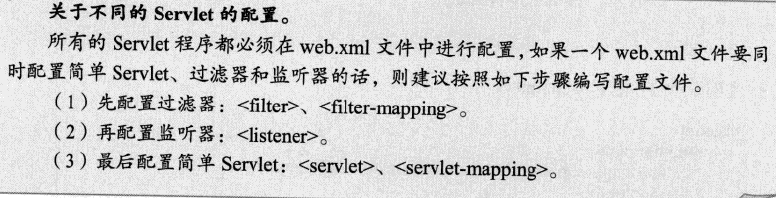 关于不同的 Servlet 的配置。
所有的 Servlet 程序都必须在 web.xml 文件中进行配置，如果一个 web.xml 文件要同
时配置简单 Servlet、过滤器和监听器的话，则建议按照如下步骤编写配置文件。
（1）先配置过滤器：<filter>、<filter-mapping>。
（2）再配置监听器：<listener>。
（3）最后配置简单 Servlet：<servlet>、<servlet-mapping>。